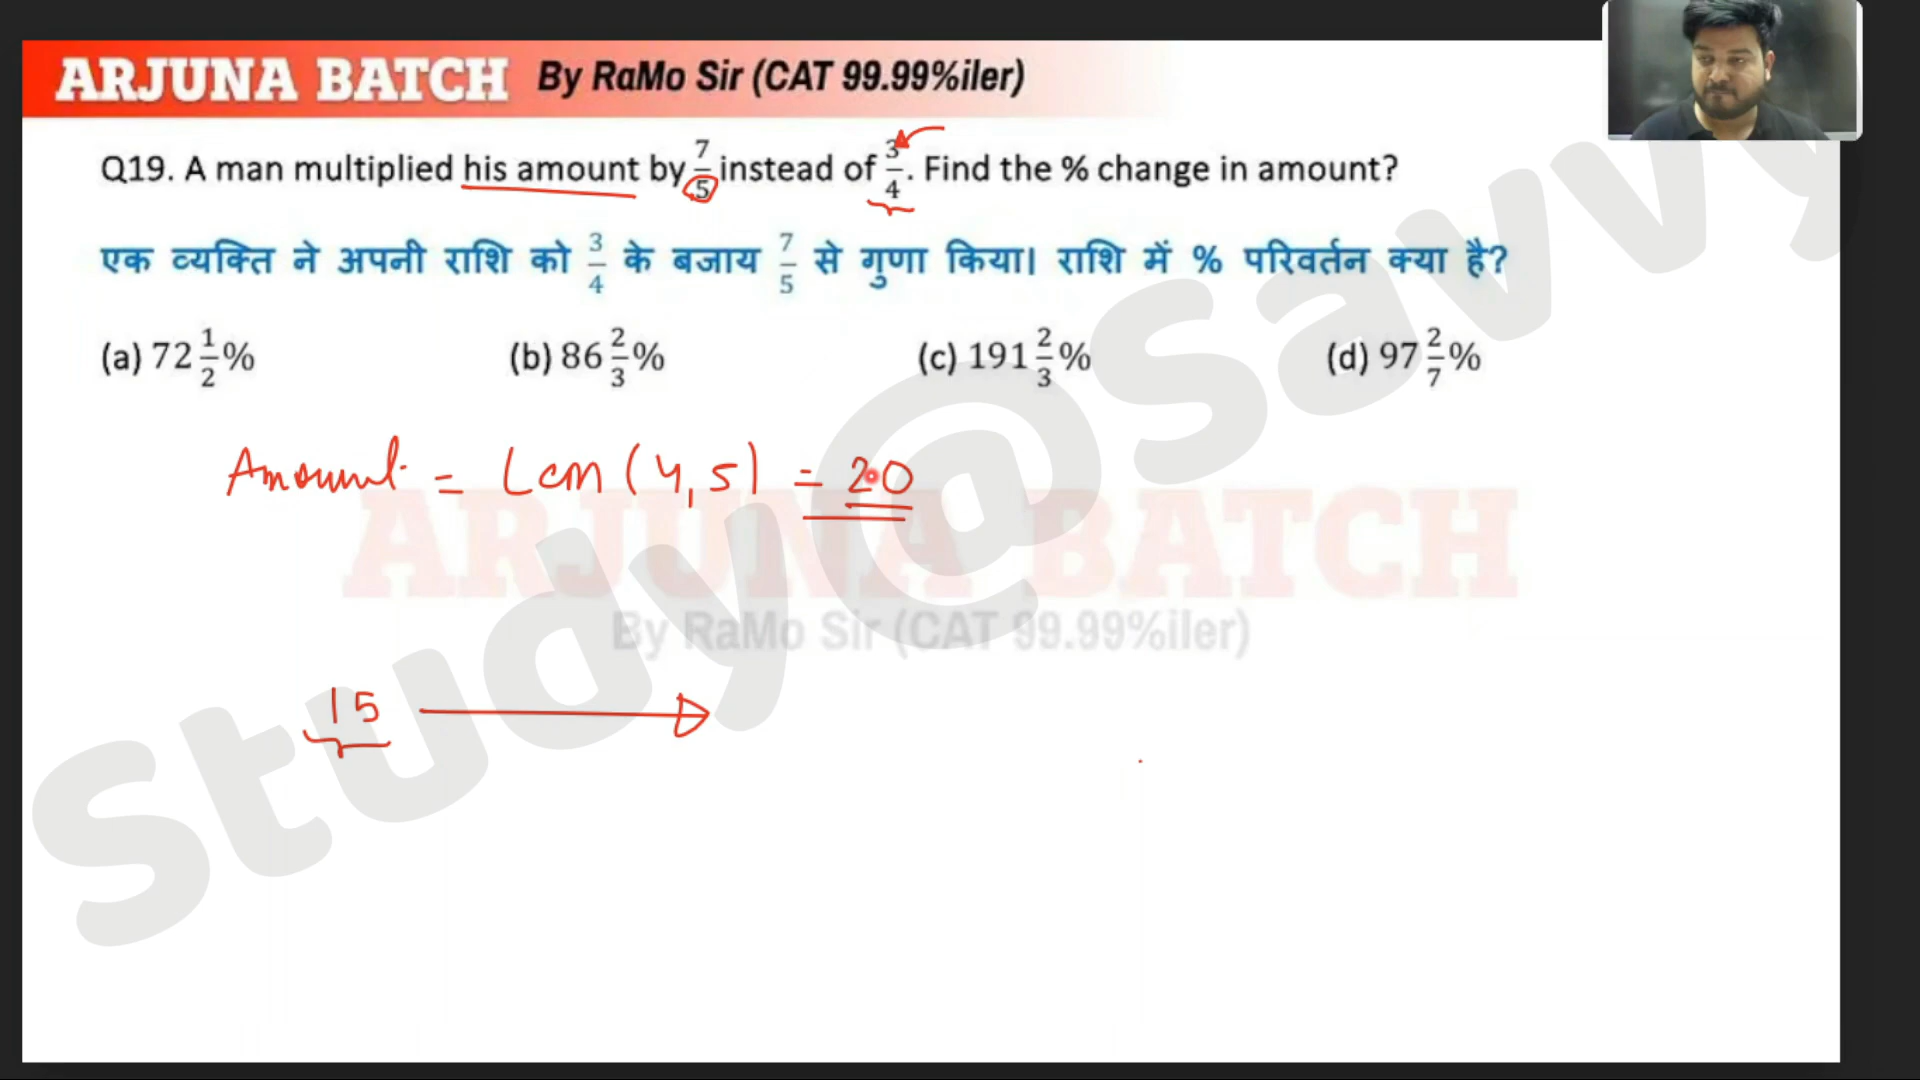 ARJUNA BATCH By RaMo Sir (CAT 99.99%iler)
Q19. A man multiplied his amount by 7/5 instead of 3/4. Find the % change in amount?
एक व्यक्ति ने अपनी राशि को 3/4 के बजाय 7/5 से गुणा किया। राशि में % परिवर्तन क्या है?
(a) 72 1/2% (b) 86 2/3% (c) 191 2/3% (d) 97 2/7%
Amount = Lcm (4,5) = 20
ARJUNA BATCH
By RaMo Sir (CAT 99.99%iler)
15
Study@Savvy